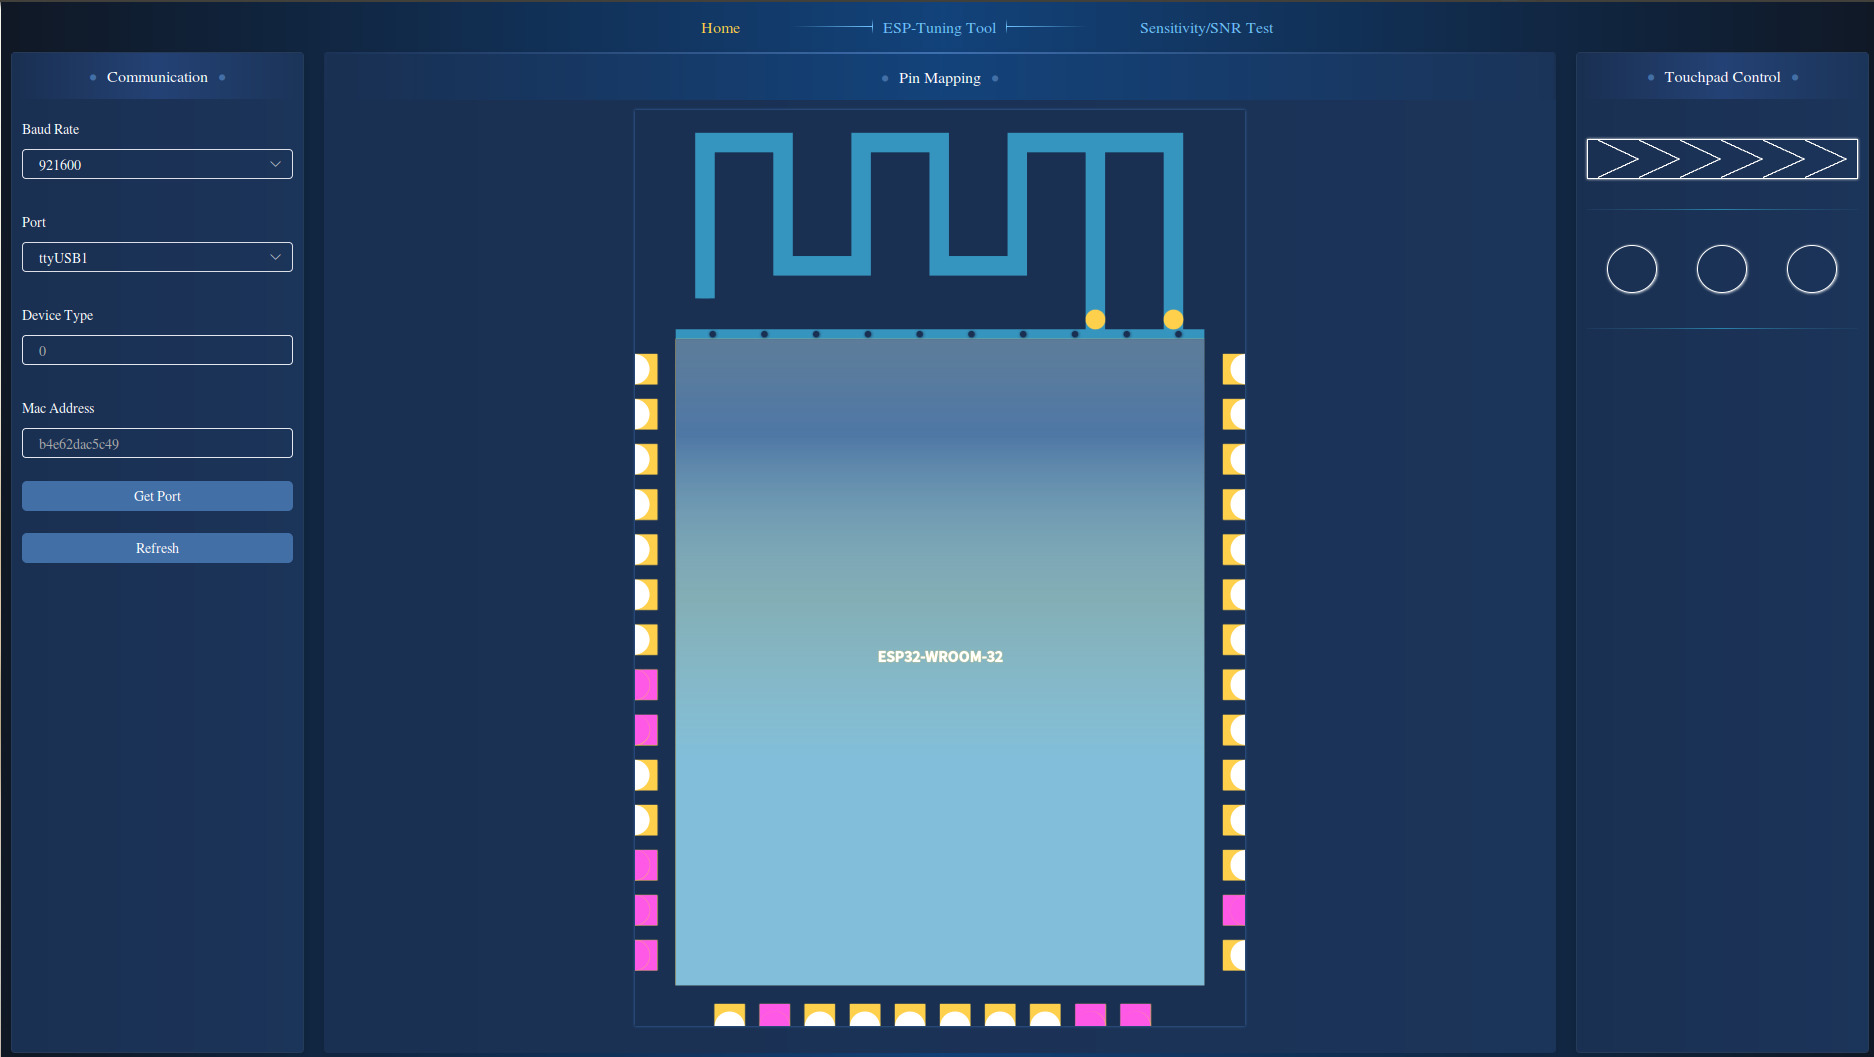 Home
ESP-Tuning Tool
Sensitivity/SNR Test
Communication
Baud Rate
921600
Port
ttyUSB1
Device Type
0
Mac Address
b4e62dac5c49
Get Port
Refresh
Pin Mapping
ESP32-WROOM-32
Touchpad Control